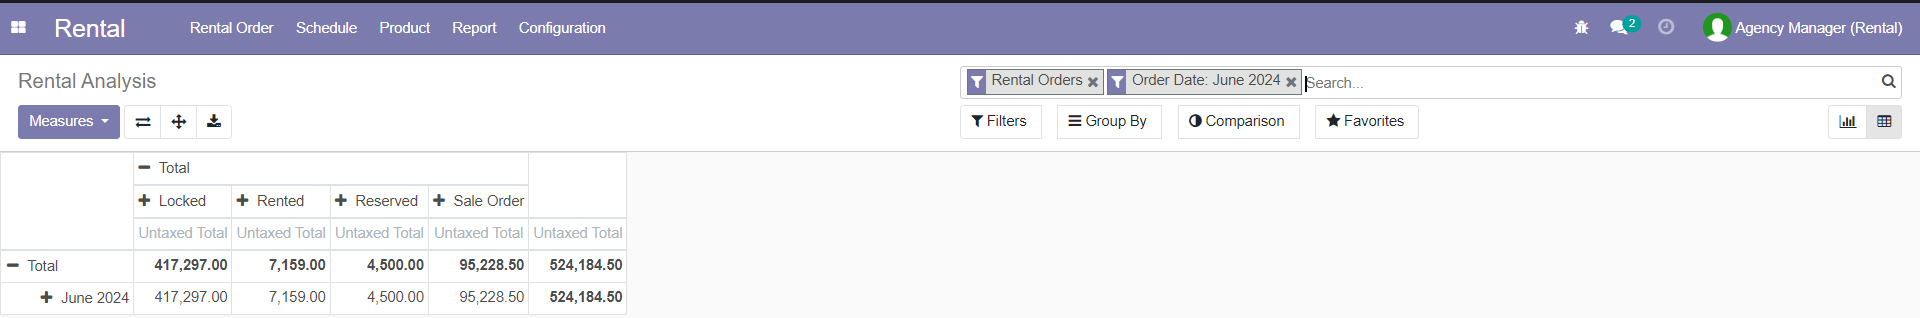 Rental Rental Order Schedule Product Report Configuration 2 Agency Manager (Rental)
Rental Analysis Rental Orders Order Date: June 2024 Search...
Measures Filters Group By Comparison Favorites
Total
Locked Rented Reserved Sale Order
Untaxed Total Untaxed Total Untaxed Total Untaxed Total Untaxed Total
Total 417,297.00 7,159.00 4,500.00 95,228.50 524,184.50
June 2024 417,297.00 7,159.00 4,500.00 95,228.50 524,184.50